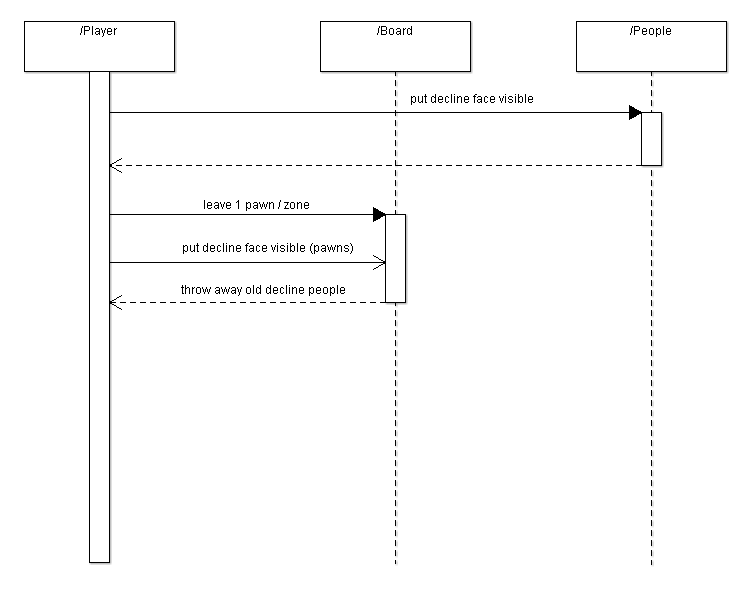 /Player
/Board
/People
put decline face visible
leave 1 pawn / zone
put decline face visible (pawns)
throw away old decline people